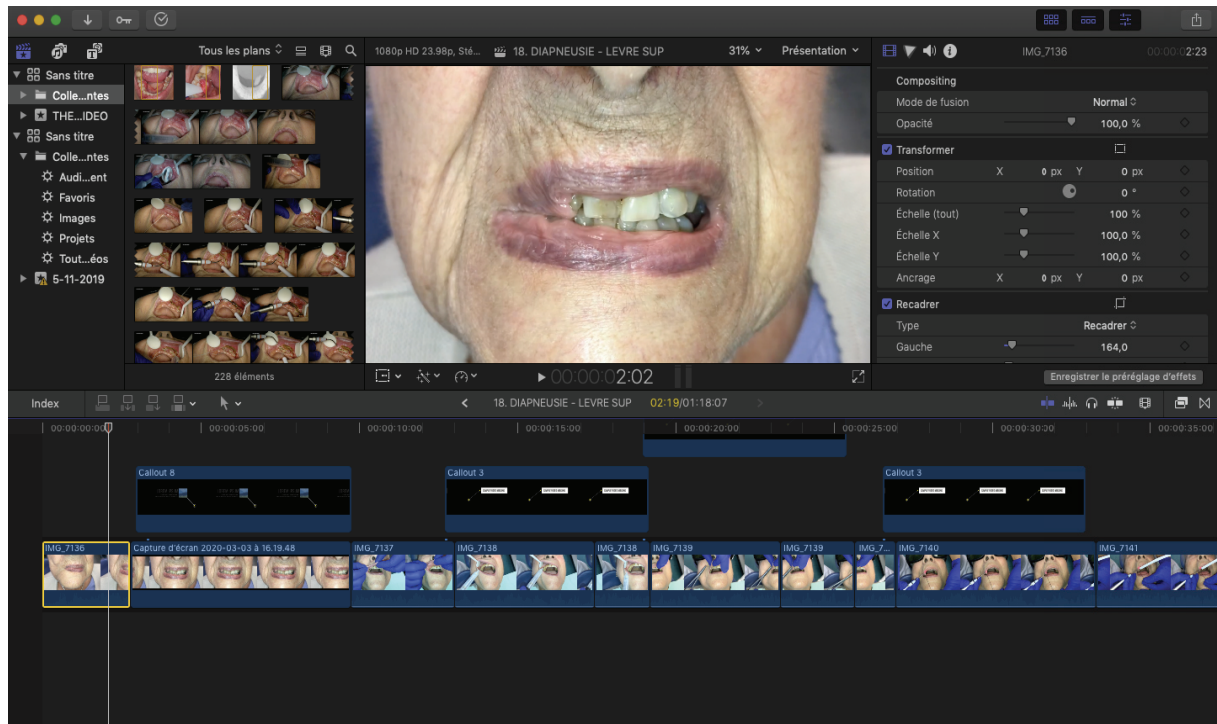 Tous les plans
1080p HD 23.98p, Sté...
18. DIAPNEUSIE - LEVRE SUP
31%
Présentation
IMG_7136
00:00:02:23
Sans titre
Colle...ntes
THE...IDEO
Sans titre
Colle...ntes
Audi...ent
Favoris
Images
Projets
Tout...éos
5-11-2019
228 éléments
00:00:02:02
Compositing
Mode de fusion Normal
Opacité 100,0 %
Transformer
Position X 0 px Y 0 px
Rotation 0 °
Échelle (tout) 100 %
Échelle X 100,0 %
Échelle Y 100,0 %
Ancrage X 0 px Y 0 px
Recadrer
Type Recadrer
Gauche 164,0
Enregistrer le préréglage d'effets
Index
18. DIAPNEUSIE - LEVRE SUP 02:19/01:18:07
00:00:00:00 00:00:05:00 00:00:10:00 00:00:15:00 00:00:20:00 00:00:25:00 00:00:30:00 00:00:35:00
Callout 8 Callout 3 Callout 3
IMG_7136 Capture d'écran 2020-03-03 à 16.19.48 IMG_7137 IMG_7138 IMG_7138 IMG_7139 IMG_7139 IMG_7... IMG_7140 IMG_7141